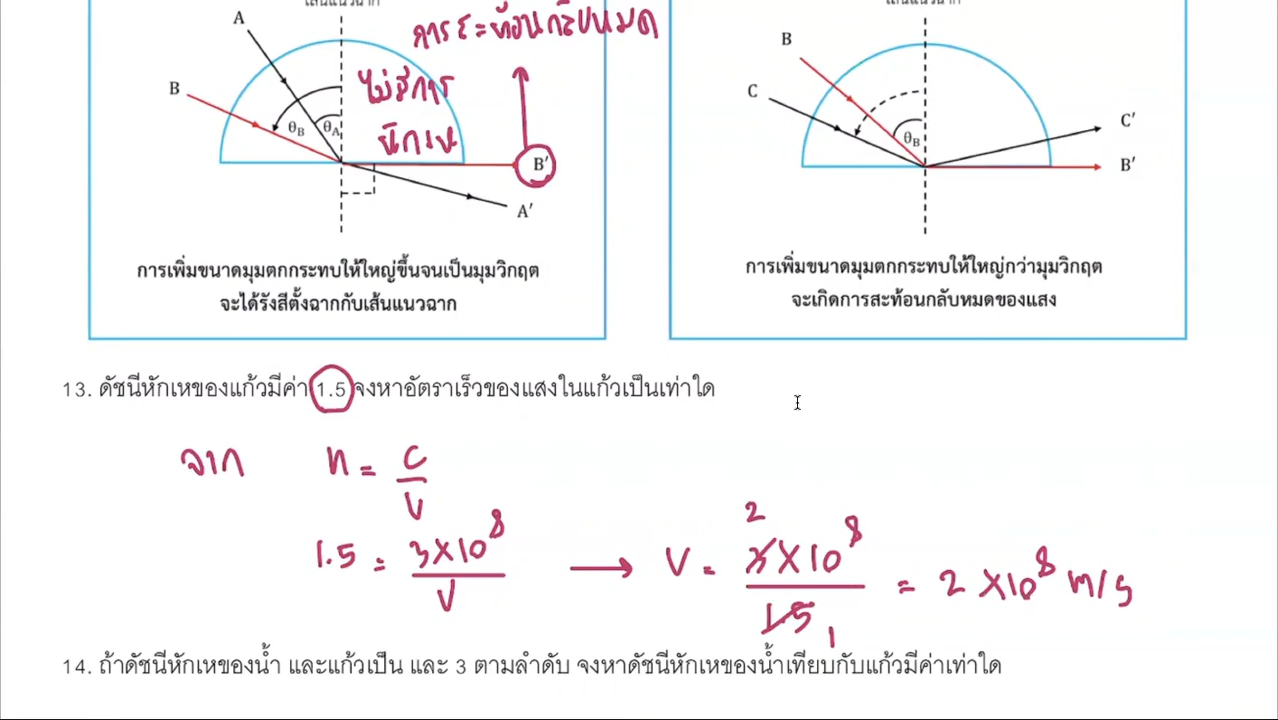 A
การสะท้อนกลับหมด
B
ไม่มีการ
หักเห
θB
θA
B′
A′
การเพิ่มขนาดมุมตกกระทบให้ใหญ่ขึ้นจนเป็นมุมวิกฤต
จะได้รังสีตั้งฉากกับเส้นแนวฉาก
B
C
θB
C′
B′
การเพิ่มขนาดมุมตกกระทบให้ใหญ่กว่ามุมวิกฤต
จะเกิดการสะท้อนกลับหมดของแสง
13. ดัชนีหักเหของแก้วมีค่า 1.5 จงหาอัตราเร็วของแสงในแก้วเป็นเท่าใด
จาก n = c/v
1.5 = 3×10⁸/v → v = 3×10⁸/1.5 = 2 ×10⁸ m/s
2
1
14. ถ้าดัชนีหักเหของน้ำ และแก้วเป็น และ 3 ตามลำดับ จงหาดัชนีหักเหของน้ำเทียบกับแก้วมีค่าเท่าใด